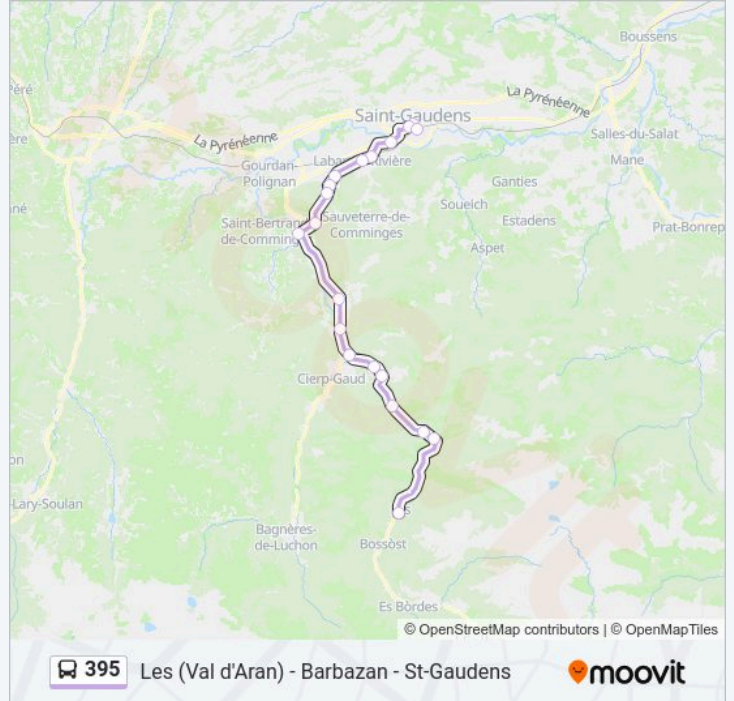 Boussens
La Pyrénéenne
Saint-Gaudens
La Pyrénéenne
Salles-du-Salat
Mane
Gourdan-
Polignan
Ganties
Soueich
Estadens
Saint-Bertran
de-Comming
Sauveterre-de-
Comminges
Prat-Bonrep
Aspet
Cierp-Gaud
Lary-Soulan
Bagnères-
de-Luchon
Bossòst
Es Bòrdes
© OpenStreetMap contributors | © OpenMapTiles
395 Les (Val d'Aran) - Barbazan - St-Gaudens
moovit